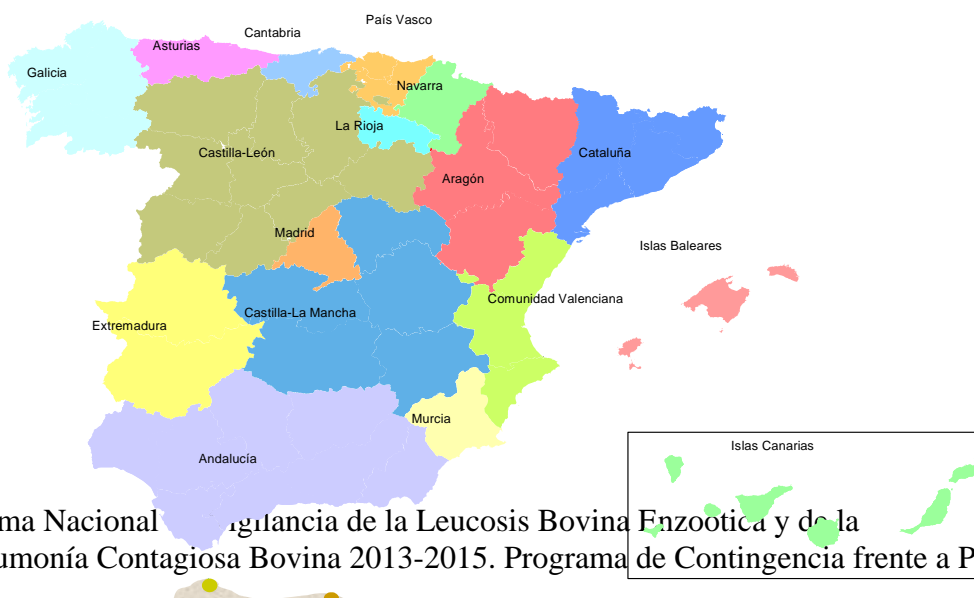 País Vasco
Cantabria
Asturias
Galicia
Navarra
La Rioja
Castilla-León
Cataluña
Aragón
Madrid
Islas Baleares
Comunidad Valenciana
Castilla-La Mancha
Extremadura
Murcia
Islas Canarias
Andalucía
ma Nacional igilancia de la Leucosis Bovina Enzoótica y de la
umonía Contagiosa Bovina 2013-2015. Programa de Contingencia frente a P